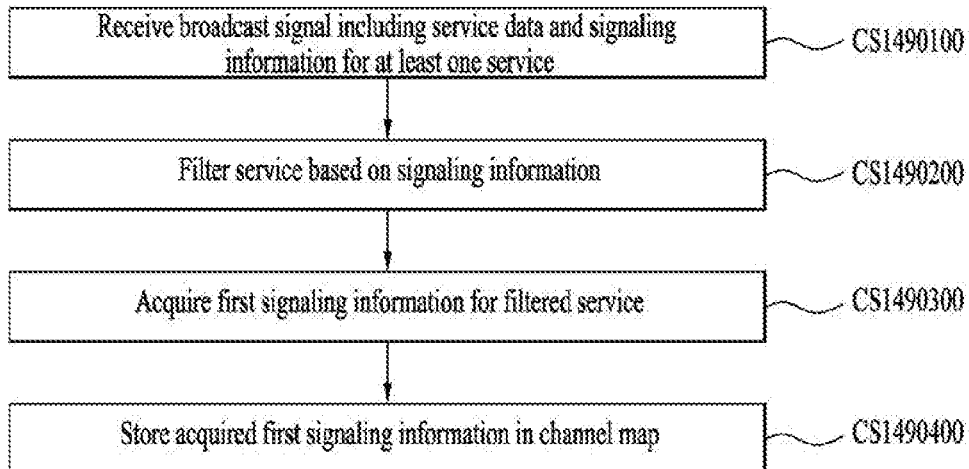 Receive broadcast signal including service data and signaling
information for at least one service
CS1490100
Filter service based on signaling information
CS1490200
Acquire first signaling information for filtered service
CS1490300
Store acquired first signaling information in channel map
CS1490400